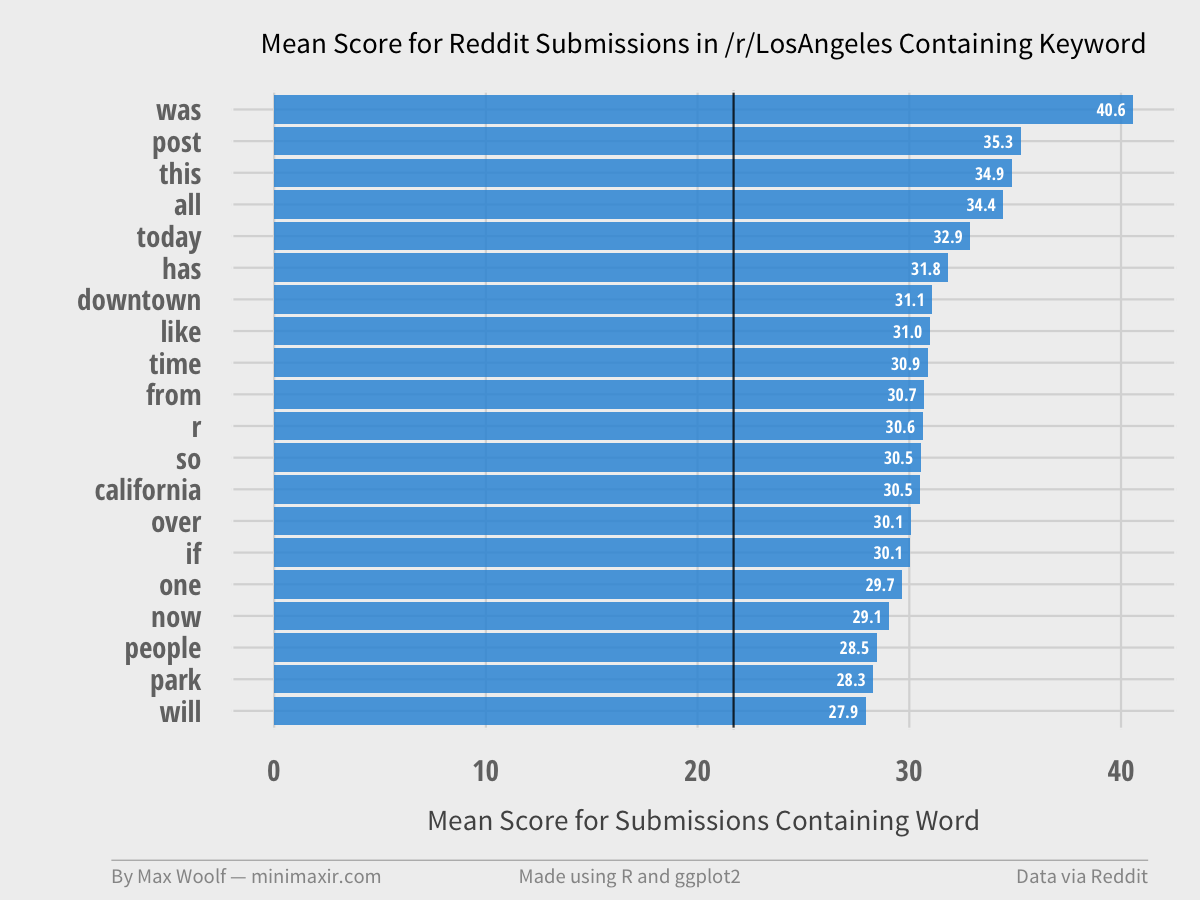 Mean Score for Reddit Submissions in /r/LosAngeles Containing Keyword
was 40.6
post 35.3
this 34.9
all 34.4
today 32.9
has 31.8
downtown 31.1
like 31.0
time 30.9
from 30.7
r 30.6
so 30.5
california 30.5
over 30.1
if 30.1
one 29.7
now 29.1
people 28.5
park 28.3
will 27.9
0 10 20 30 40
Mean Score for Submissions Containing Word
By Max Woolf — minimaxir.com Made using R and ggplot2 Data via Reddit